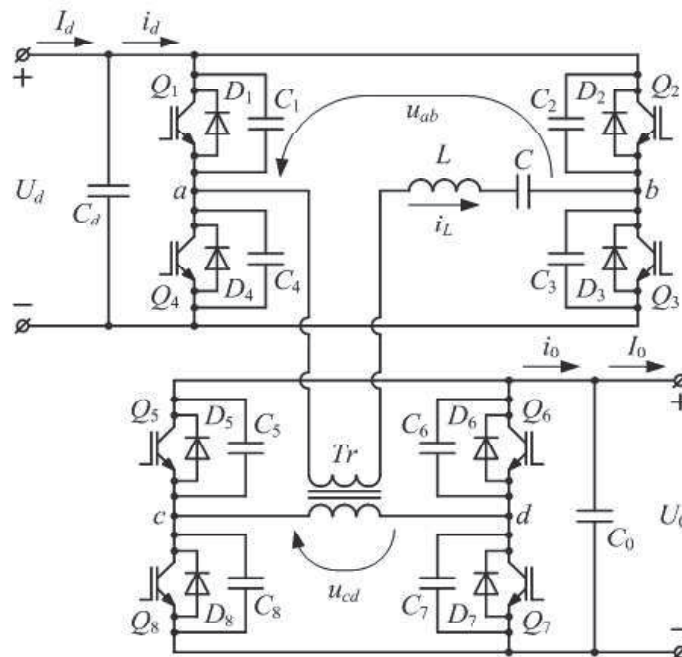 I_d i_d
+
Q_1 D_1 C_1 C_2 D_2 Q_2
u_ab
L C
U_d C_d a b
i_L
Q_4 D_4 C_4 C_3 D_3 Q_3
−
i_0 I_0
+
Q_5 D_5 C_5 C_6 D_6 Q_6
Tr
c d
C_0 U_0
u_cd
Q_8 D_8 C_8 C_7 D_7 Q_7
−